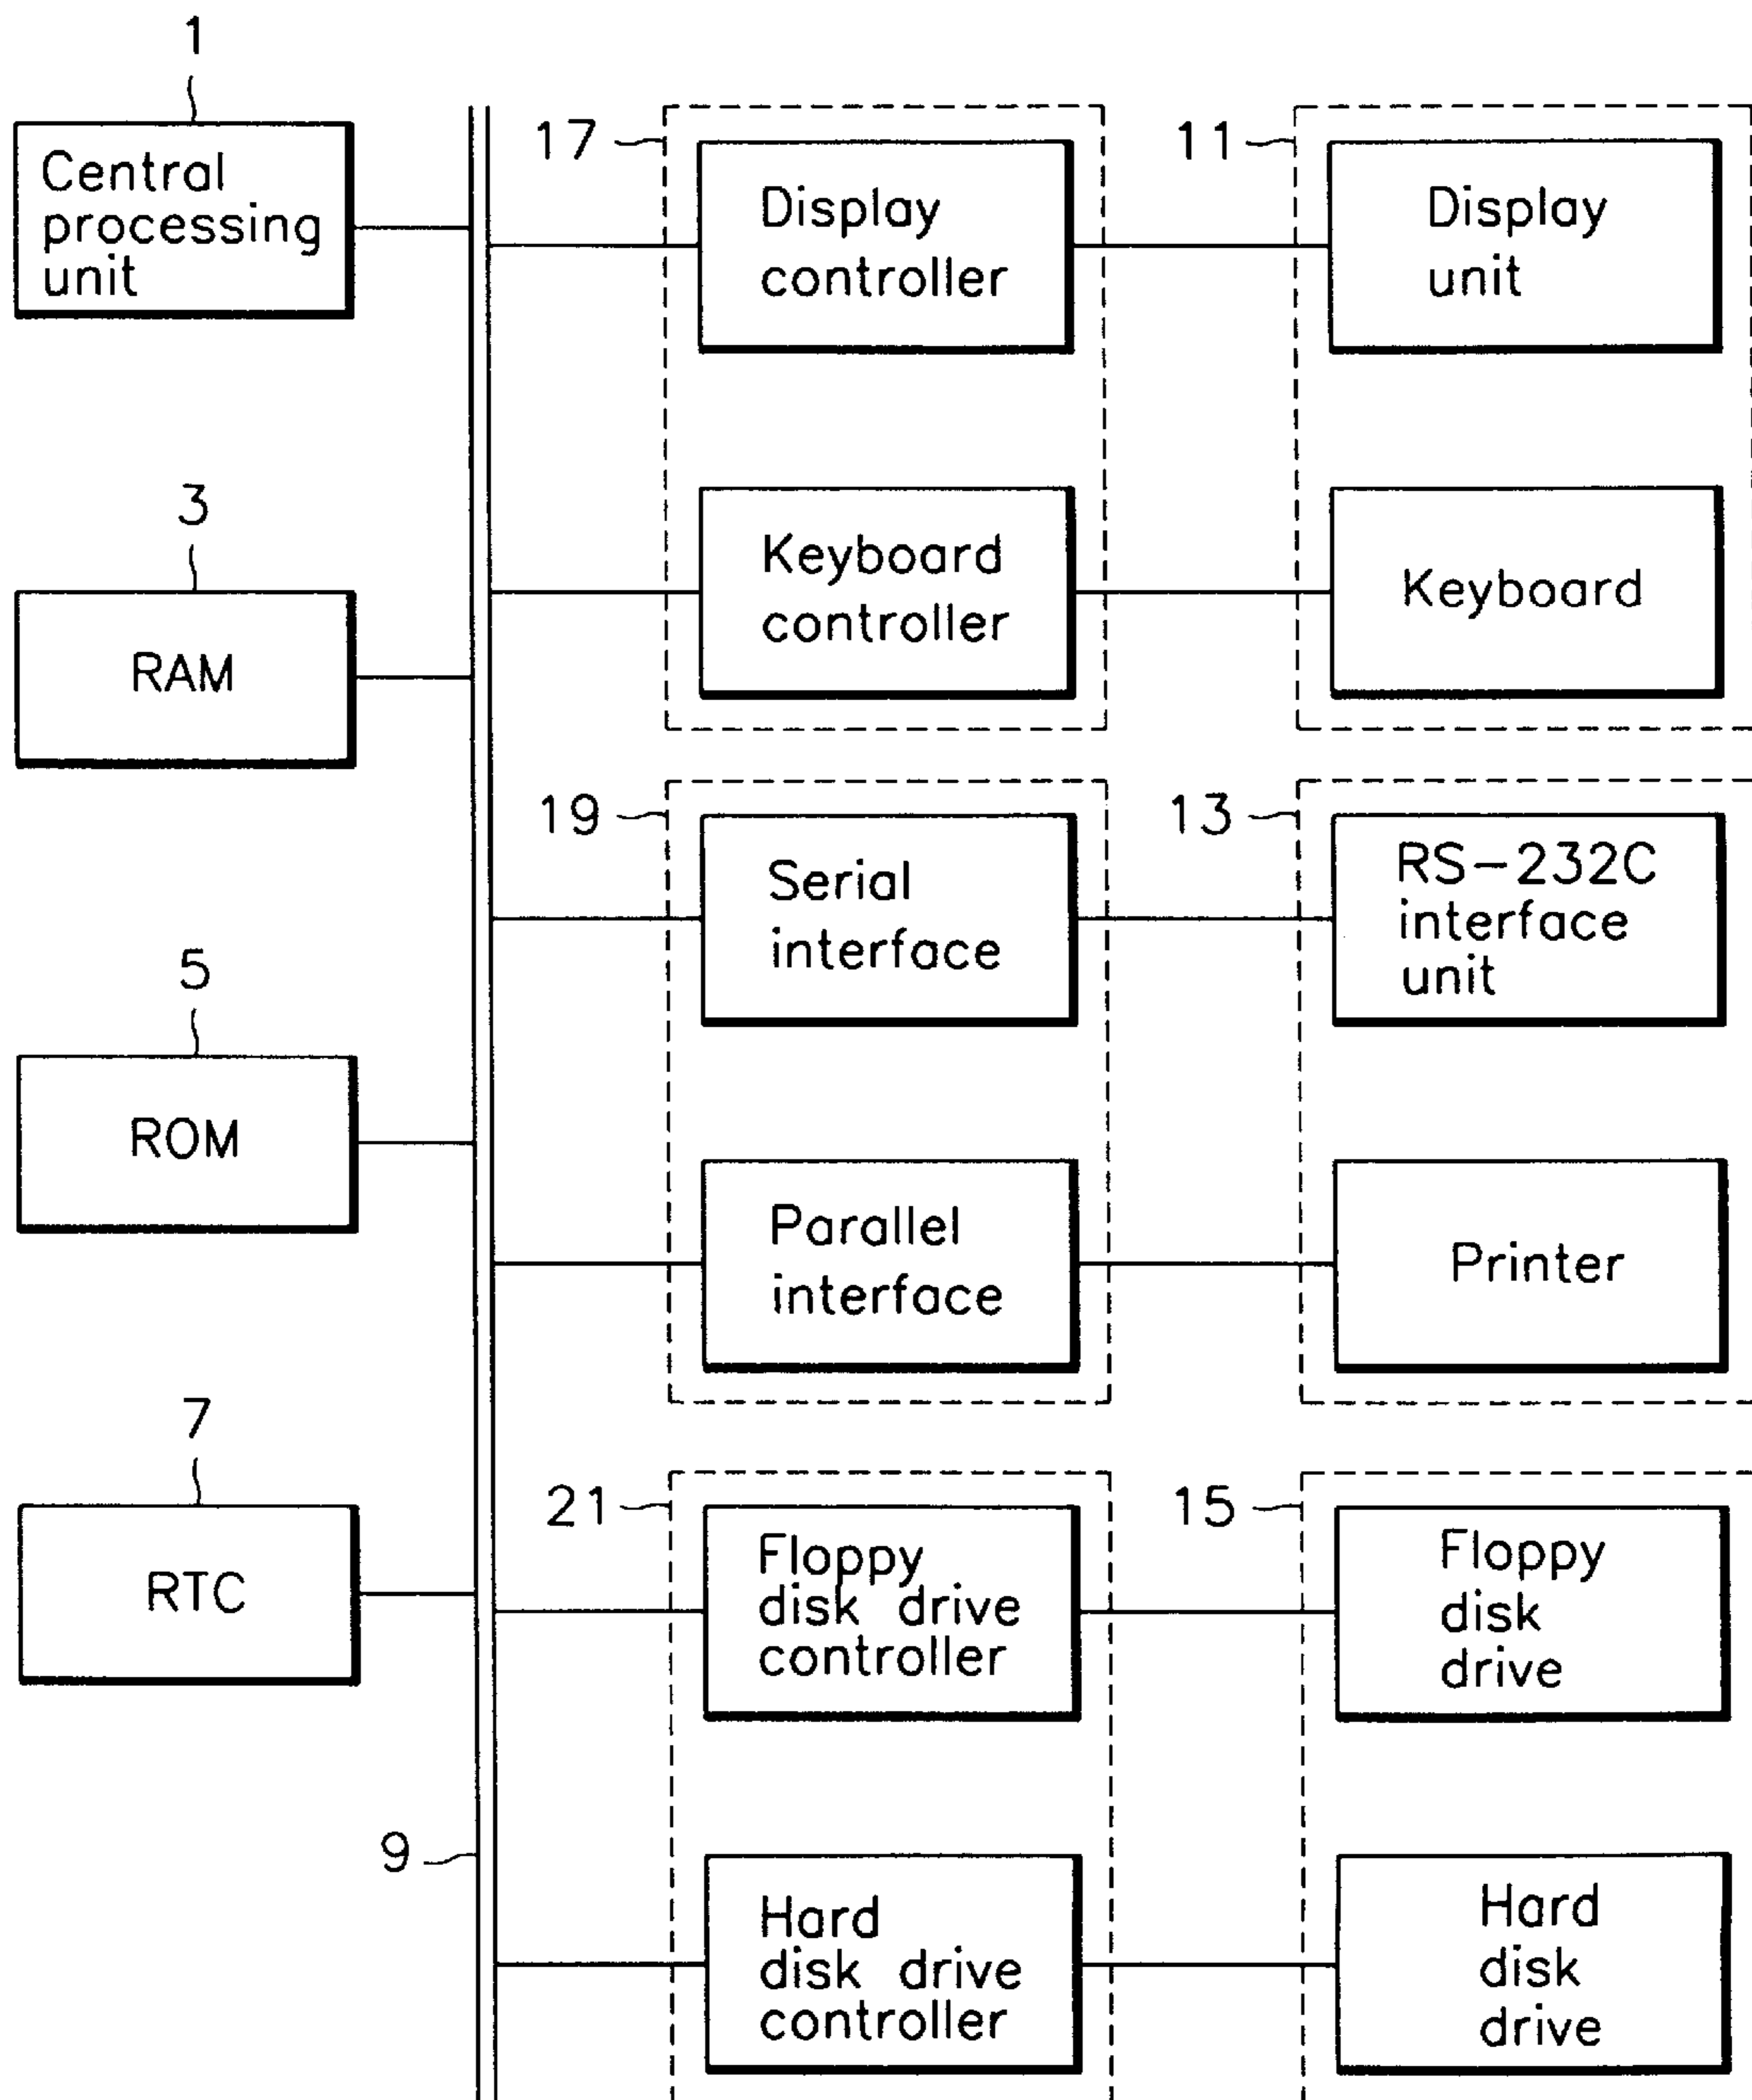 1
Central
processing
unit
3
RAM
5
ROM
7
RTC
9
17
Display
controller
Keyboard
controller
11
Display
unit
Keyboard
19
Serial
interface
Parallel
interface
13
RS-232C
interface
unit
Printer
21
Floppy
disk drive
controller
Hard
disk drive
controller
15
Floppy
disk
drive
Hard
disk
drive